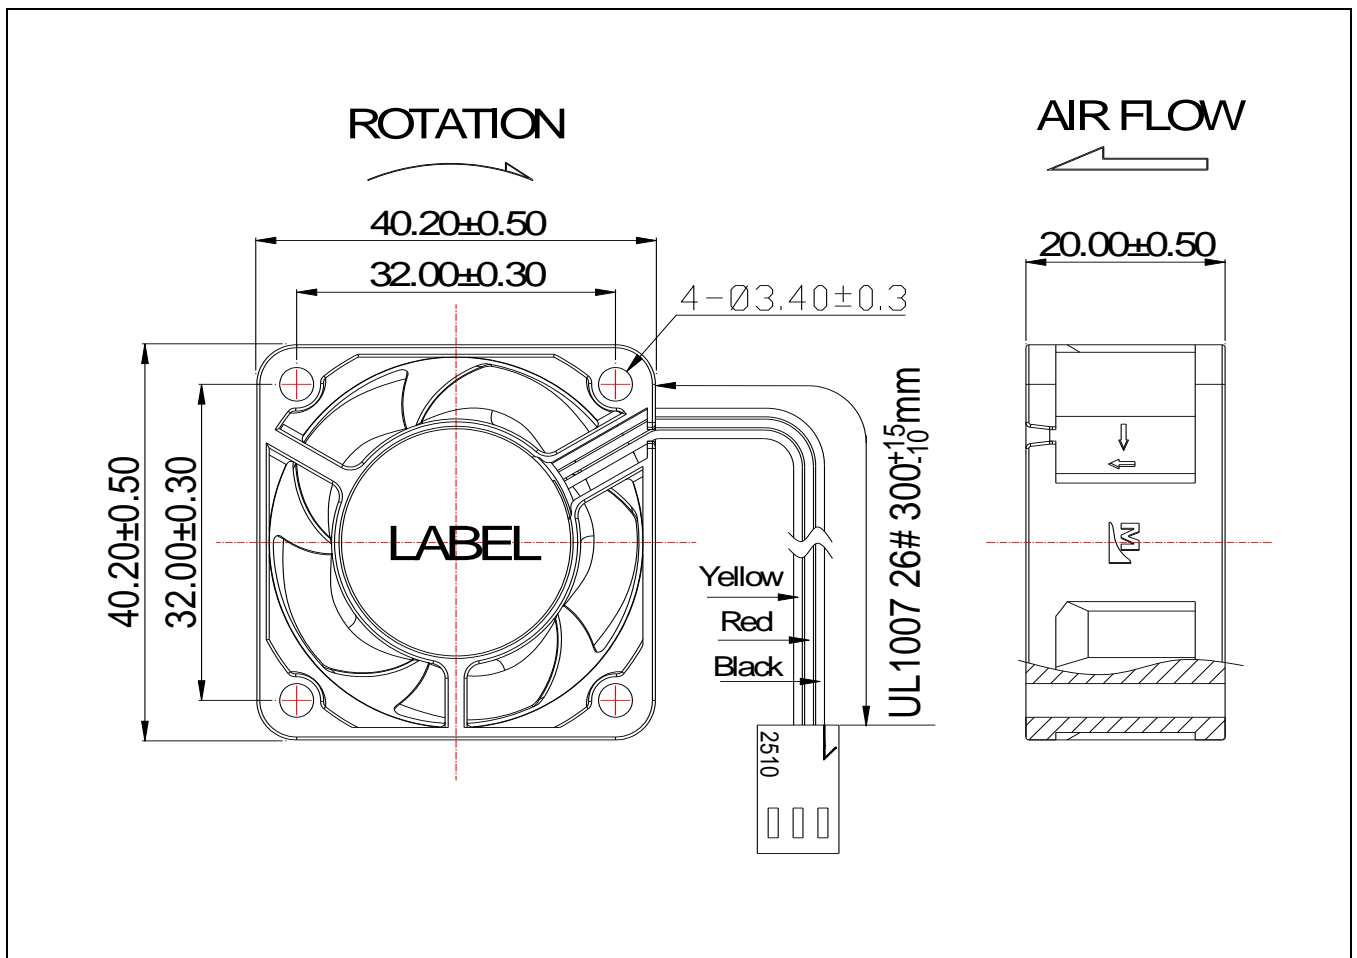 ROTATION
AIR FLOW
40.20±0.50
20.00±0.50
32.00±0.30
4-Ø3.40±0.3
40.20±0.50
32.00±0.30
LABEL
UL1007 26# 300+15-10mm
Yellow
Red
Black
2510
M